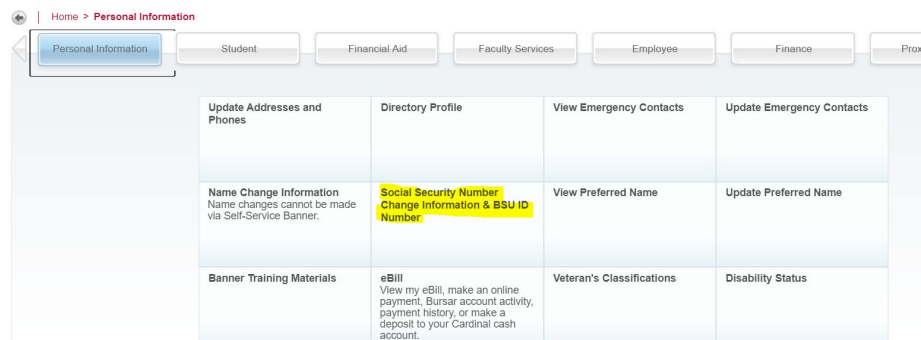 Home > Personal Information
Personal Information
Student
Financial Aid
Faculty Services
Employee
Finance
Update Addresses and
Phones
Directory Profile
View Emergency Contacts
Update Emergency Contacts
Name Change Information
Name changes cannot be made
via Self-Service Banner.
Social Security Number
Change Information & BSU ID
Number
View Preferred Name
Update Preferred Name
Banner Training Materials
eBill
View my eBill, make an online
payment, Bursar account activity,
payment history, or make a
deposit to your Cardinal cash
account.
Veteran's Classifications
Disability Status